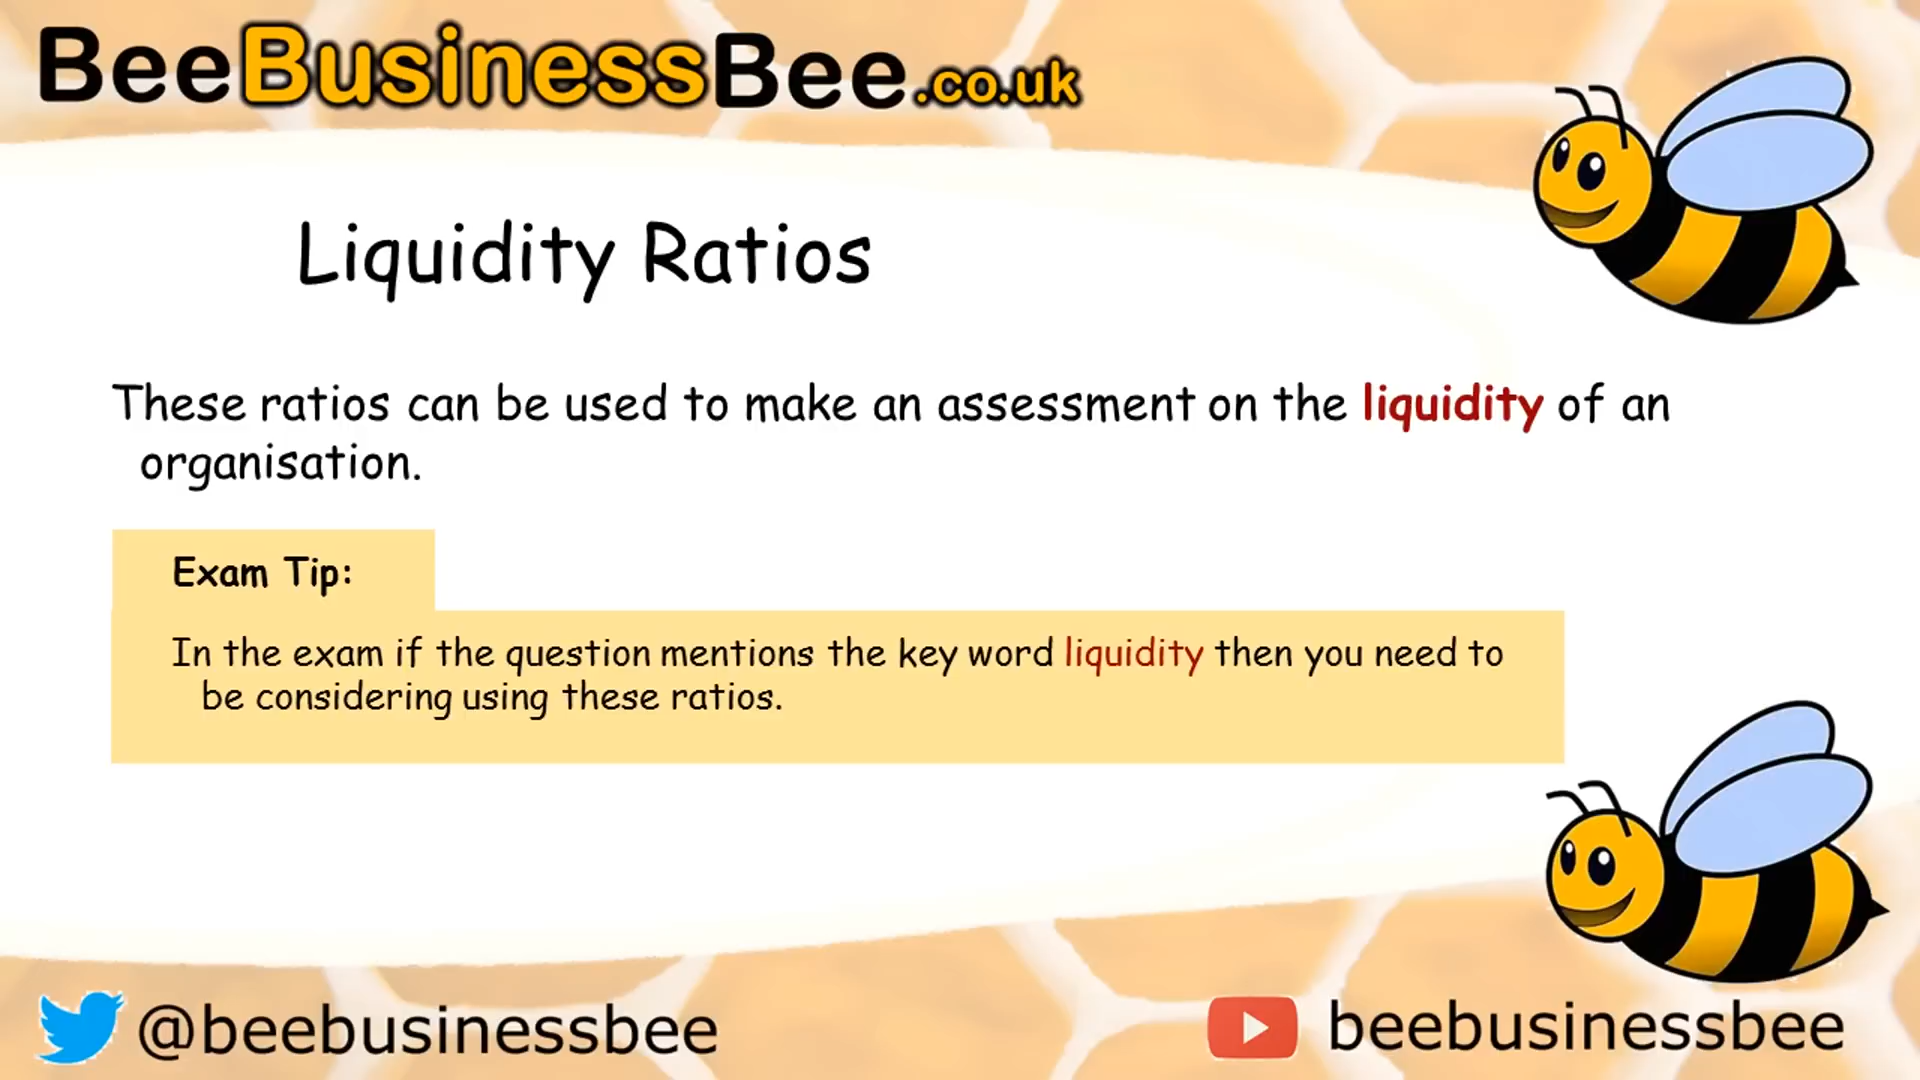 BeeBusinessBee.co.uk
Liquidity Ratios
These ratios can be used to make an assessment on the liquidity of an
organisation.
Exam Tip:
In the exam if the question mentions the key word liquidity then you need to
be considering using these ratios.
@beebusinessbee
beebusinessbee